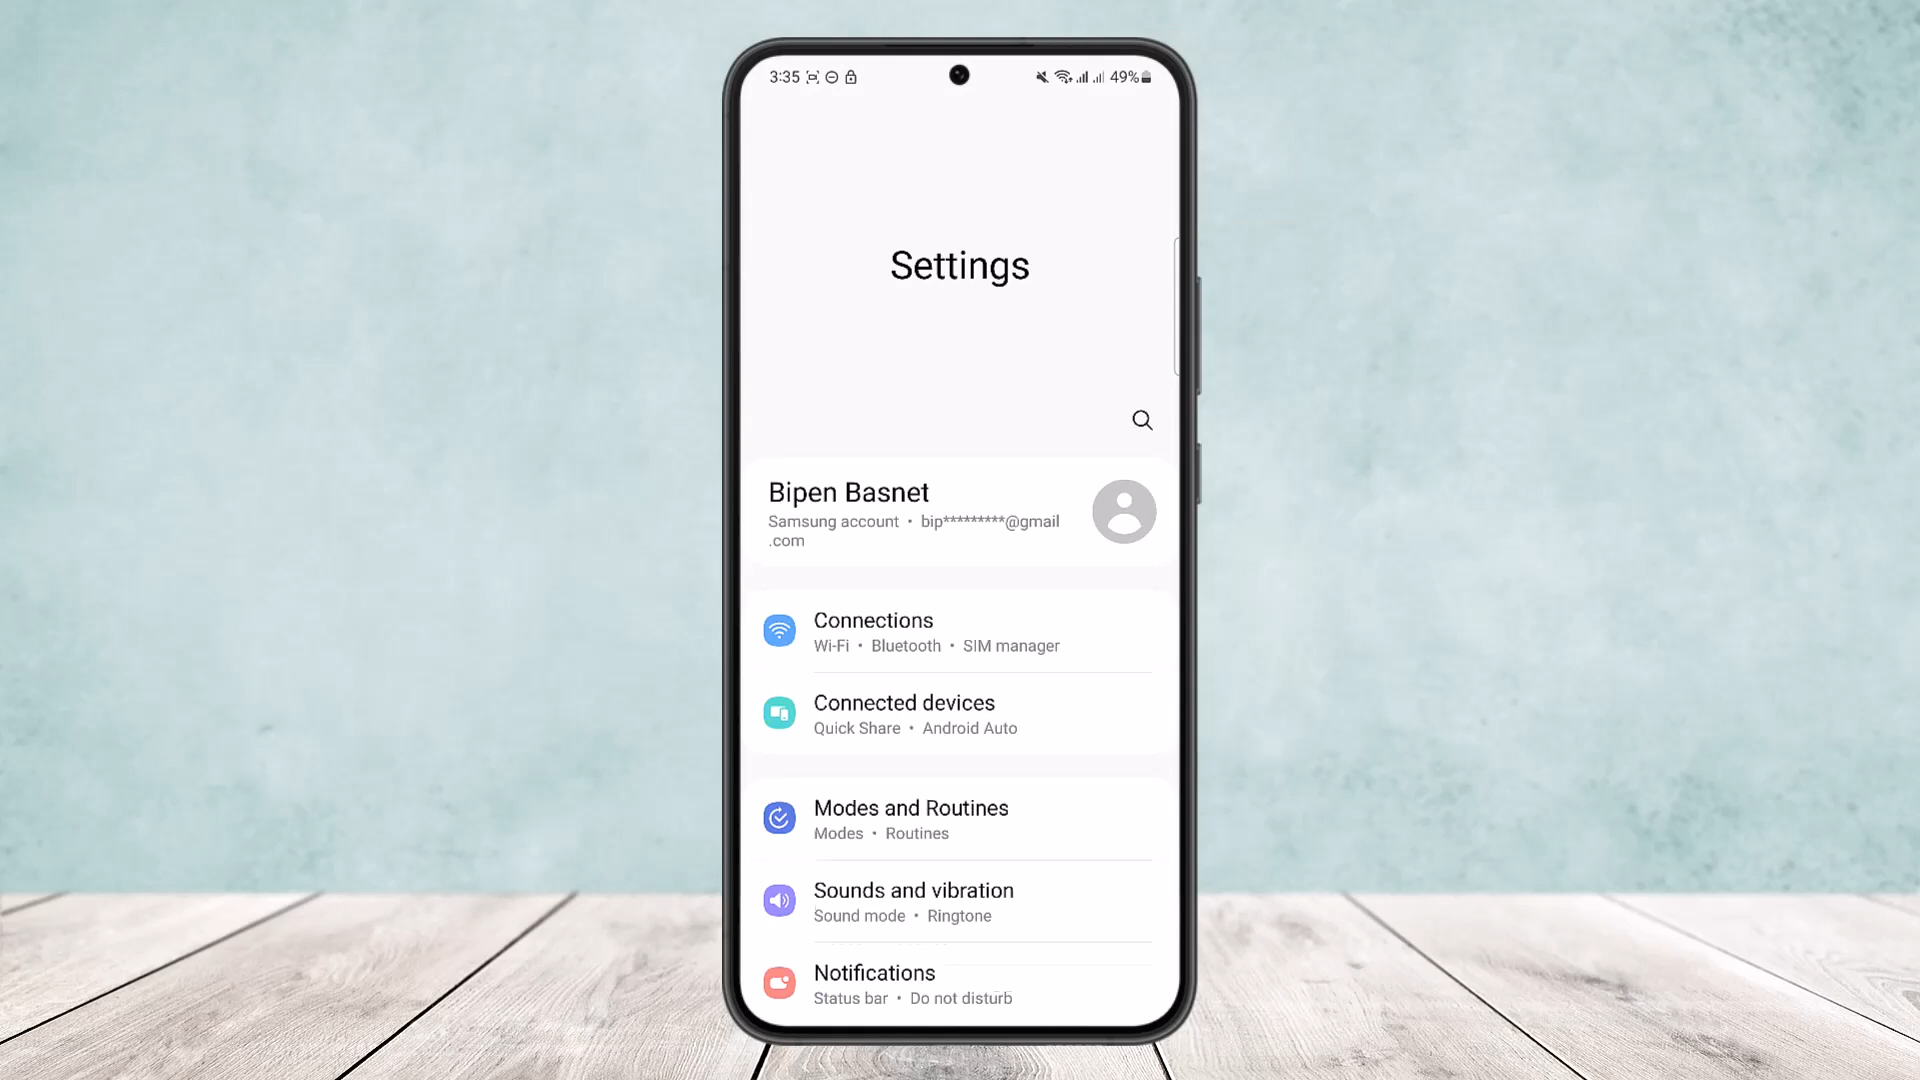 3:35 49%
Settings
Bipen Basnet
Samsung account • bip*********@gmail
.com
Connections
Wi-Fi • Bluetooth • SIM manager
Connected devices
Quick Share • Android Auto
Modes and Routines
Modes • Routines
Sounds and vibration
Sound mode • Ringtone
Notifications
Status bar • Do not disturb